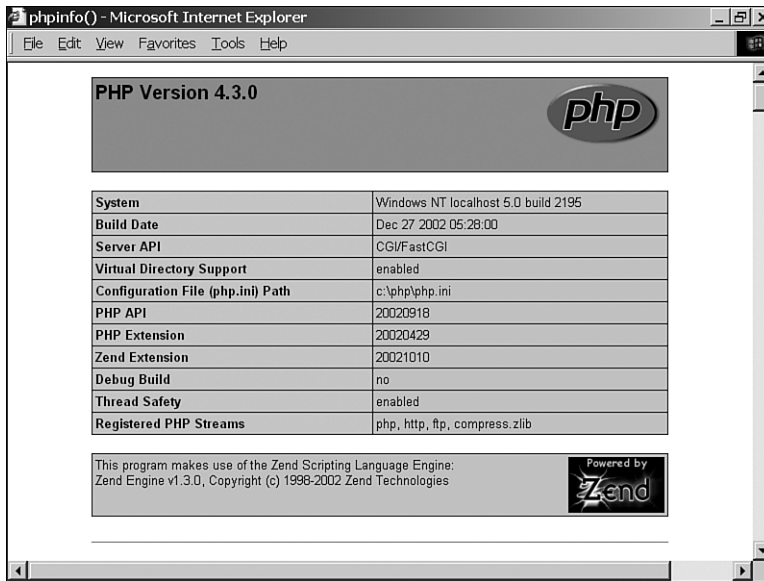 phpinfo() - Microsoft Internet Explorer
File Edit View Favorites Tools Help
PHP Version 4.3.0
php
System Windows NT localhost 5.0 build 2195
Build Date Dec 27 2002 05:28:00
Server API CGI/FastCGI
Virtual Directory Support enabled
Configuration File (php.ini) Path c:\php\php.ini
PHP API 20020918
PHP Extension 20020429
Zend Extension 20021010
Debug Build no
Thread Safety enabled
Registered PHP Streams php, http, ftp, compress.zlib
This program makes use of the Zend Scripting Language Engine:
Zend Engine v1.3.0, Copyright (c) 1998-2002 Zend Technologies
Powered by
Zend